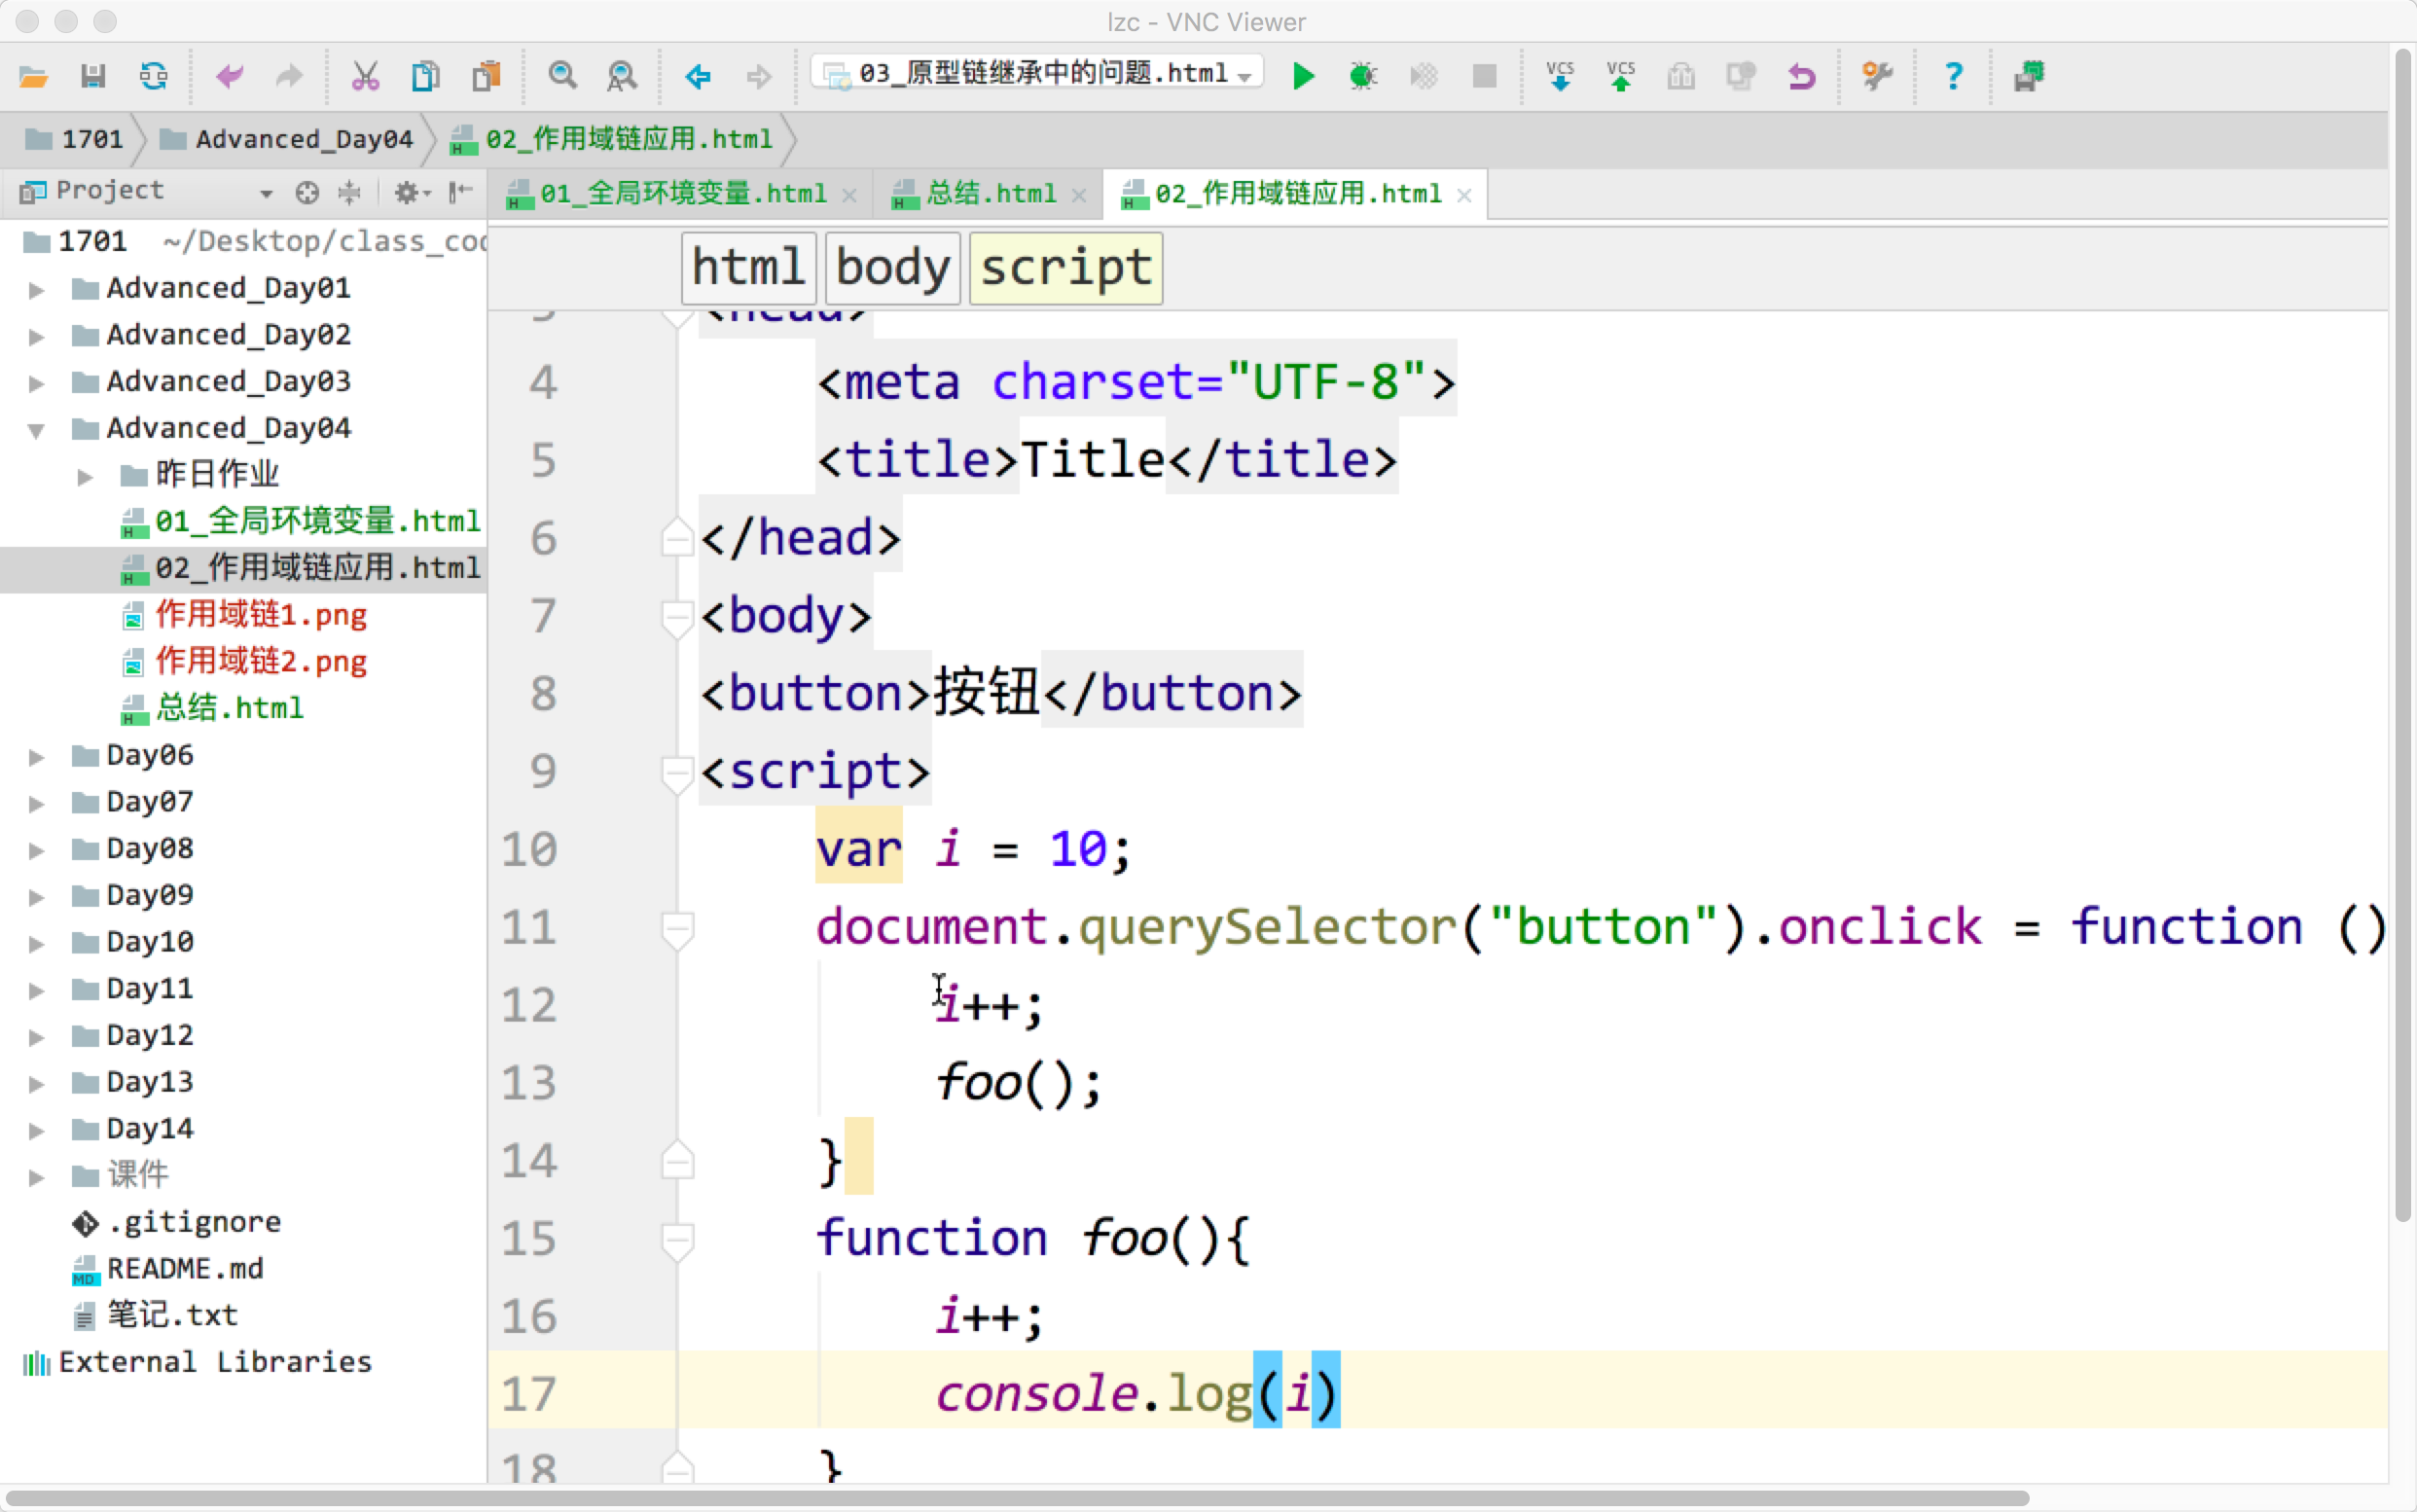 lzc - VNC Viewer
03_原型链继承中的问题.html
VCS VCS ?
1701 Advanced_Day04 02_作用域链应用.html
Project
01_全局环境变量.html 总结.html 02_作用域链应用.html
1701 ~/Desktop/class_cod
Advanced_Day01
Advanced_Day02
Advanced_Day03
Advanced_Day04
昨日作业
01_全局环境变量.html
02_作用域链应用.html
作用域链1.png
作用域链2.png
总结.html
Day06
Day07
Day08
Day09
Day10
Day11
Day12
Day13
Day14
课件
.gitignore
README.md
笔记.txt
External Libraries
html body script
3 <head>
4 <meta charset="UTF-8">
5 <title>Title</title>
6 </head>
7 <body>
8 <button>按钮</button>
9 <script>
10 var i = 10;
11 document.querySelector("button").onclick = function ()
12 i++;
13 foo();
14 }
15 function foo(){
16 i++;
17 console.log(i)
18 }